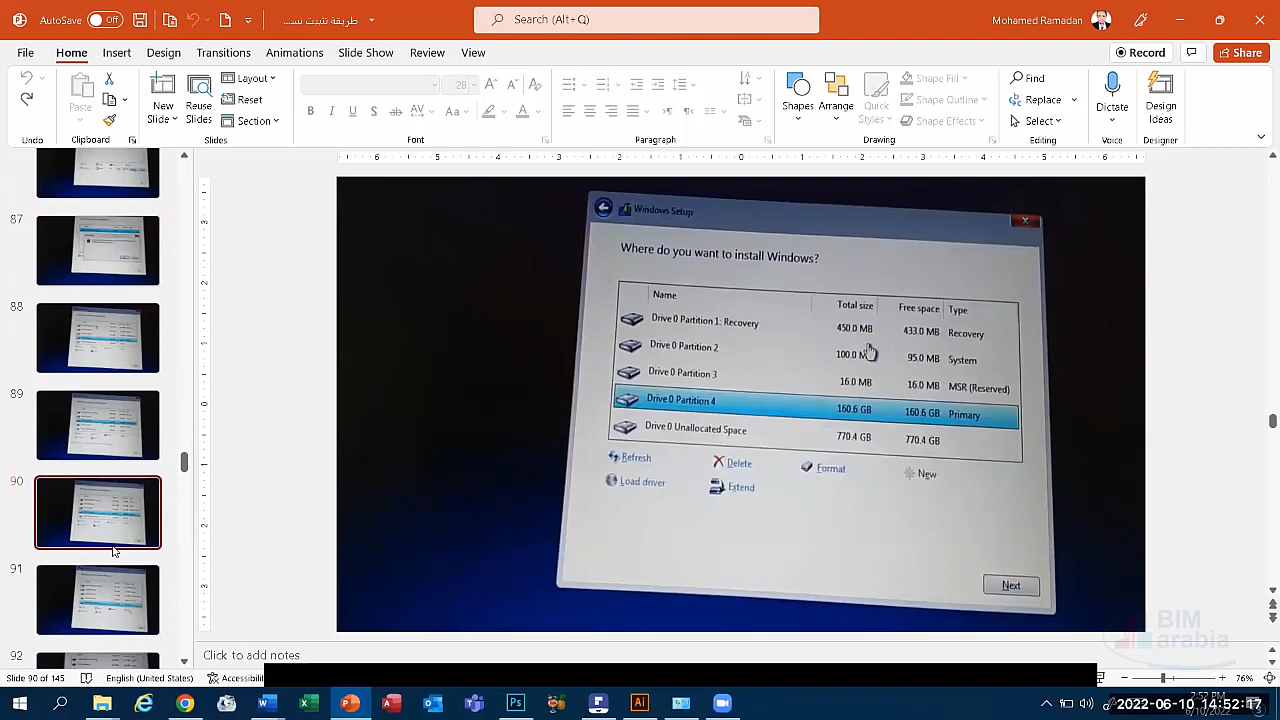 AutoSave Off
طريقة تثبيت نسخ...
Search (Alt+Q)
Mohamed Ramadan
File Home Insert Design Transitions Animations Slide Show Review View
Record
Share
Paste
New Slide
Reuse Slides
Layout
Reset
Section
28
Shapes
Arrange
Quick Styles
Shape Fill
Shape Outline
Shape Effects
Find
Select
Dictate
Design Ideas
Undo Clipboard Slides Font Paragraph Drawing Editing Voice Designer
87
88
90
91
92
Windows Setup
Where do you want to install Windows?
Name Total size Free space Type
Drive 0 Partition 1: Recovery 450.0 MB 433.0 MB Recovery
Drive 0 Partition 2 100.0 M 95.0 MB System
Drive 0 Partition 3 16.0 MB 16.0 MB MSR (Reserved)
Drive 0 Partition 4 160.6 GB 160.6 GB Primary
Drive 0 Unallocated Space 770.4 GB 770.4 GB
Refresh Delete Format New
Load driver Extend
Next
BIM
arabia
Click to add notes
Slide 90 of 145
English (United States)
Accessibi
76%
2022-06-10 14:52:17